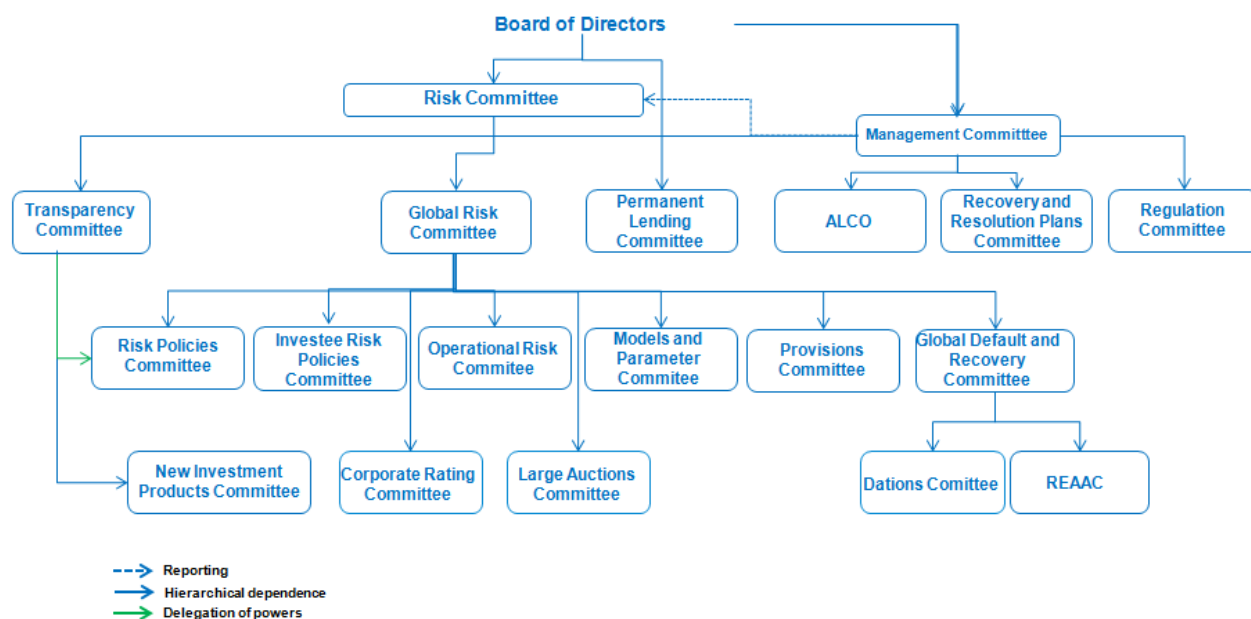 Board of Directors
Risk Committee
Management Committtee
Transparency
Committee
Global Risk
Committee
Permanent
Lending
Committee
ALCO
Recovery and
Resolution Plans
Committee
Regulation
Committee
Risk Policies
Committee
Investee Risk
Policies
Committee
Operational Risk
Commitee
Models and
Parameter
Commitee
Provisions
Committee
Global Default and
Recovery
Committee
New Investment
Products Committee
Corporate Rating
Committee
Large Auctions
Committee
Dations Comittee
REAAC
Reporting
Hierarchical dependence
Delegation of powers